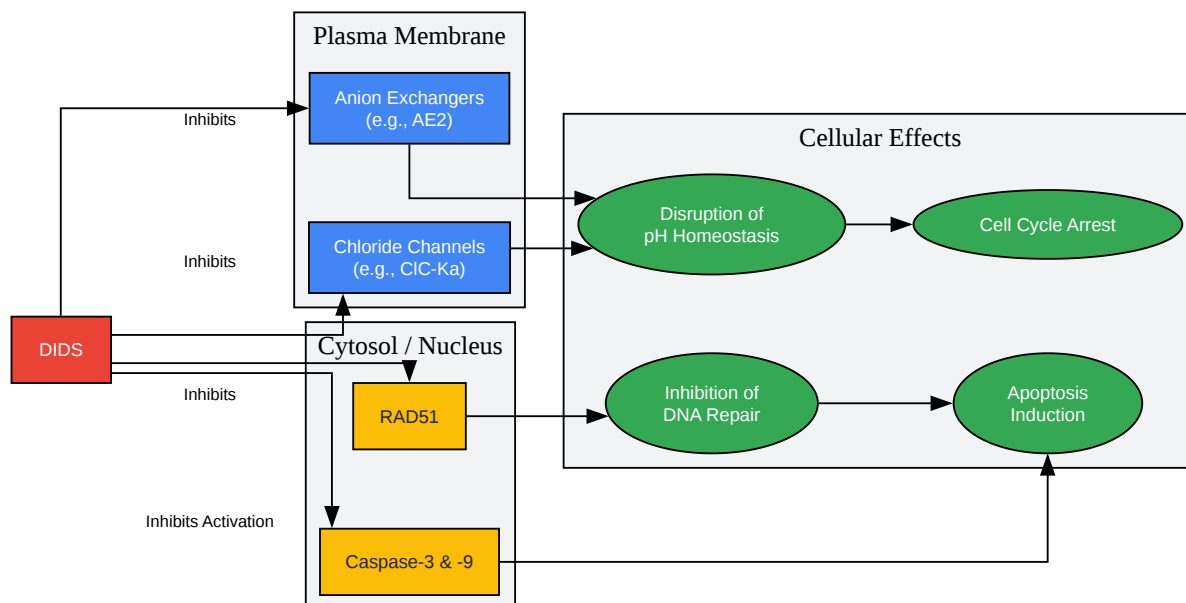 Plasma Membrane
Anion Exchangers
(e.g., AE2)
Inhibits
Cellular Effects
Disruption of
pH Homeostasis
Cell Cycle Arrest
Chloride Channels
(e.g., ClC-Ka)
Inhibits
DIDS
Cytosol / Nucleus
Inhibits
RAD51
Inhibition of
DNA Repair
Apoptosis
Induction
Inhibits Activation
Caspase-3 & -9